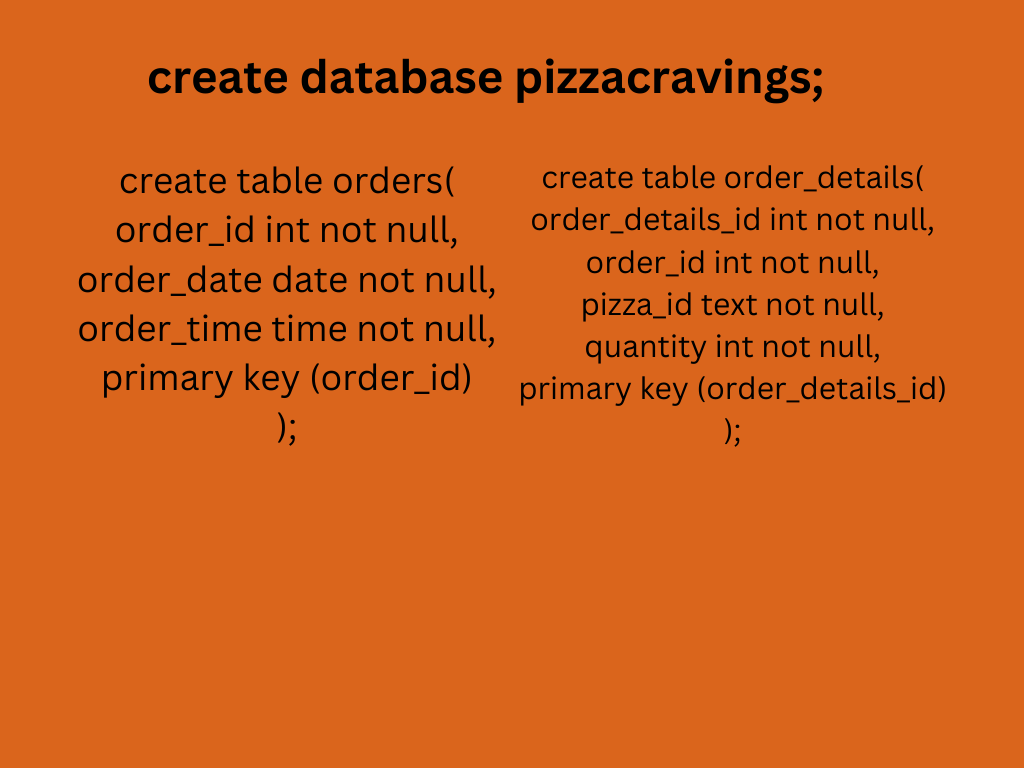 create database pizzacravings;
create table orders(
order_id int not null,
order_date date not null,
order_time time not null,
primary key (order_id)
);
create table order_details(
order_details_id int not null,
order_id int not null,
pizza_id text not null,
quantity int not null,
primary key (order_details_id)
);